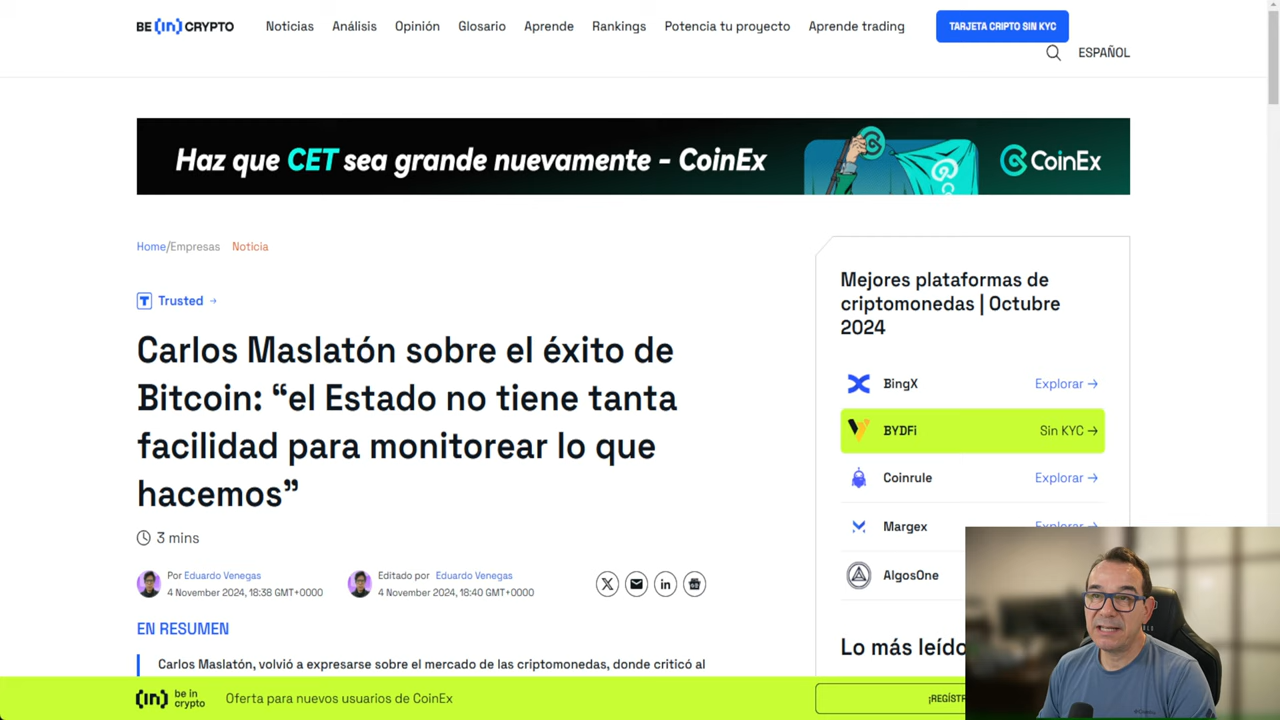 BE[in]CRYPTO
Noticias
Análisis
Opinión
Glosario
Aprende
Rankings
Potencia tu proyecto
Aprende trading
TARJETA CRIPTO SIN KYC
ESPAÑOL
Haz que CET sea grande nuevamente - CoinEx
CoinEx
Home/Empresas Noticia
Trusted →
Carlos Maslatón sobre el éxito de
Bitcoin: “el Estado no tiene tanta
facilidad para monitorear lo que
hacemos”
3 mins
Por Eduardo Venegas
4 November 2024, 18:38 GMT+0000
Editado por Eduardo Venegas
4 November 2024, 18:40 GMT+0000
EN RESUMEN
Carlos Maslatón, volvió a expresarse sobre el mercado de las criptomonedas, donde criticó al
Mejores plataformas de
criptomonedas | Octubre
2024
BingX Explorar →
BYDFi Sin KYC →
Coinrule Explorar →
Margex Explorar →
AlgosOne
Lo más leído
[in] be in
crypto
Oferta para nuevos usuarios de CoinEx